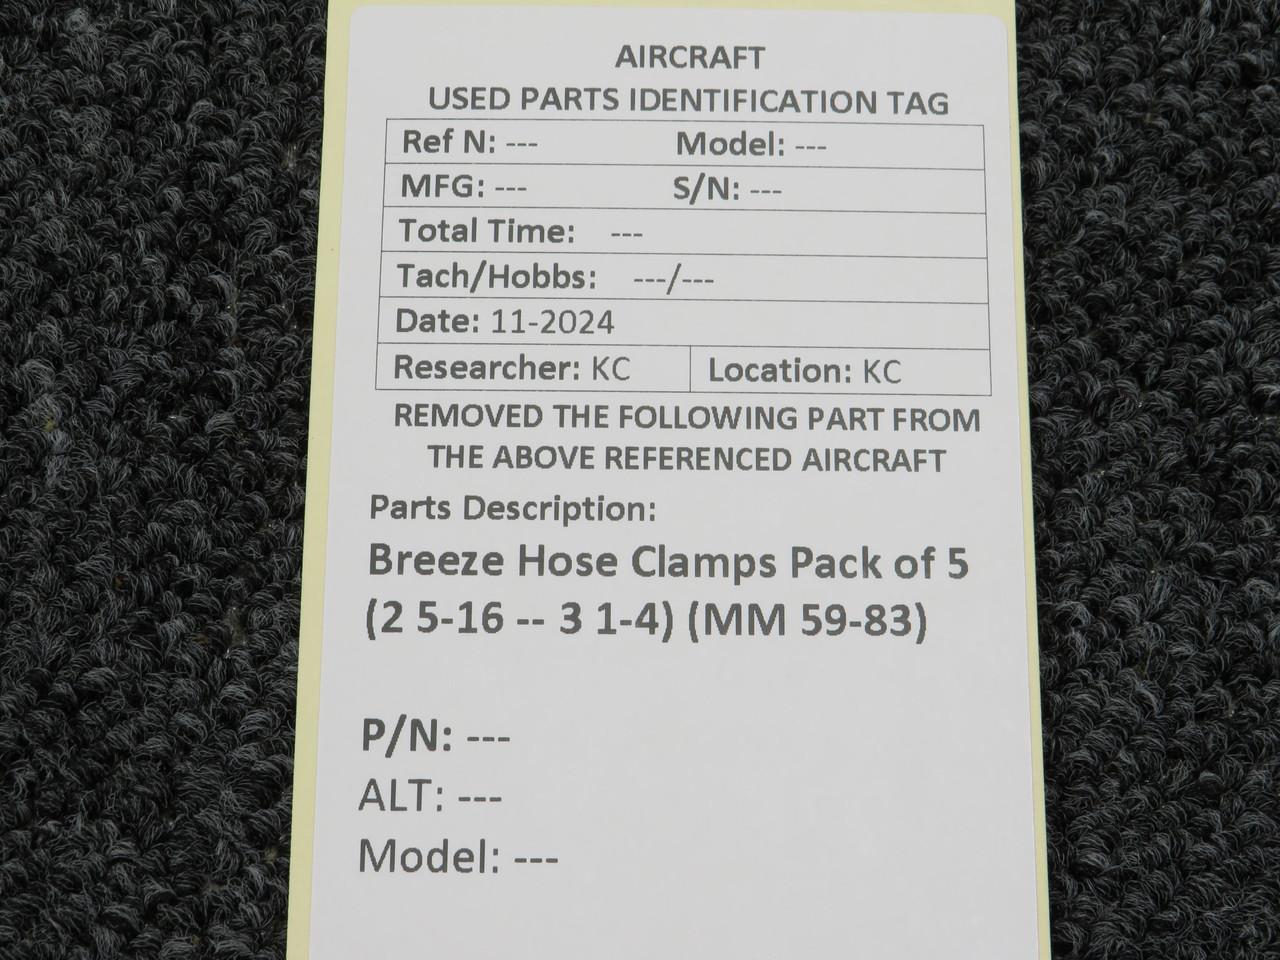 AIRCRAFT
USED PARTS IDENTIFICATION TAG
Ref N: --- Model: ---
MFG: --- S/N: ---
Total Time: ---
Tach/Hobbs: ---/---
Date: 11-2024
Researcher: KC Location: KC
REMOVED THE FOLLOWING PART FROM
THE ABOVE REFERENCED AIRCRAFT
Parts Description:
Breeze Hose Clamps Pack of 5
(2 5-16 -- 3 1-4) (MM 59-83)
P/N: ---
ALT: ---
Model: ---